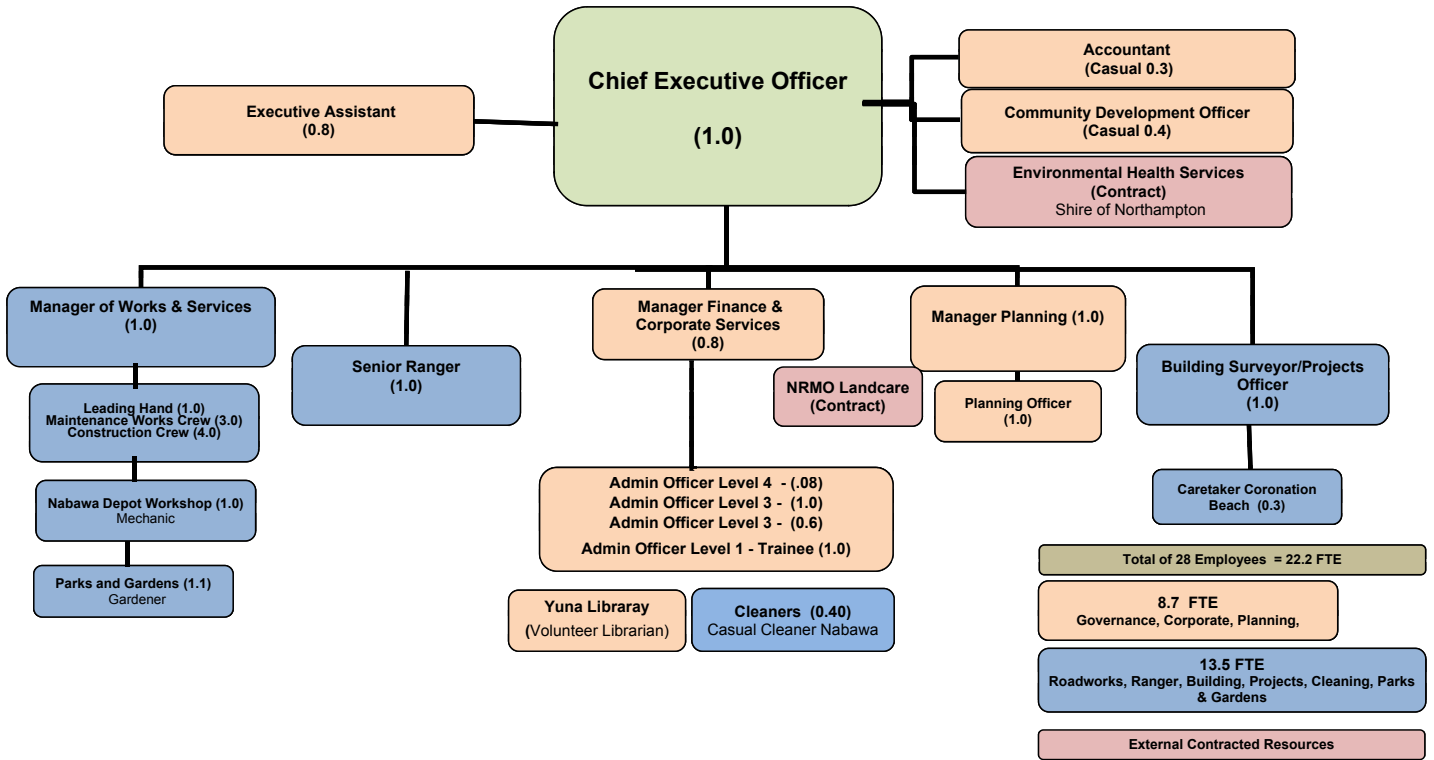 Chief Executive Officer
(1.0)
Executive Assistant
(0.8)
Accountant
(Casual 0.3)
Community Development Officer
(Casual 0.4)
Environmental Health Services
(Contract)
Shire of Northampton
Manager of Works & Services
(1.0)
Leading Hand (1.0)
Maintenance Works Crew (3.0)
Construction Crew (4.0)
Nabawa Depot Workshop (1.0)
Mechanic
Parks and Gardens (1.1)
Gardener
Senior Ranger
(1.0)
Manager Finance &
Corporate Services
(0.8)
Admin Officer Level 4 - (.08)
Admin Officer Level 3 - (1.0)
Admin Officer Level 3 - (0.6)
Admin Officer Level 1 - Trainee (1.0)
Yuna Libraray
(Volunteer Librarian)
Cleaners (0.40)
Casual Cleaner Nabawa
NRMO Landcare
(Contract)
Manager Planning (1.0)
Planning Officer
(1.0)
Building Surveyor/Projects
Officer
(1.0)
Caretaker Coronation
Beach (0.3)
Total of 28 Employees = 22.2 FTE
8.7 FTE
Governance, Corporate, Planning,
13.5 FTE
Roadworks, Ranger, Building, Projects, Cleaning, Parks
& Gardens
External Contracted Resources